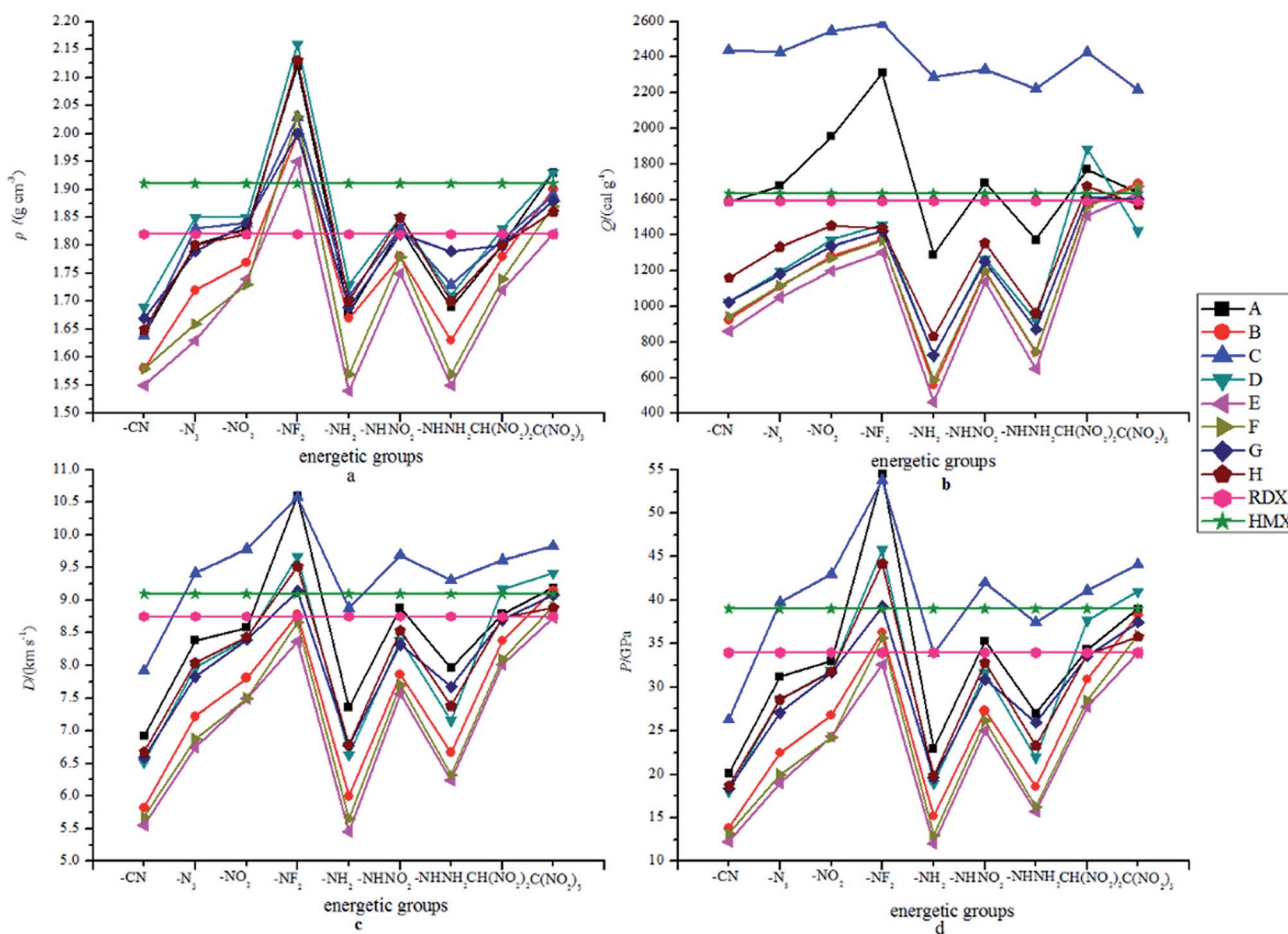 2.20
2.15
2.10
2.05
2.00
1.95
1.90
1.85
1.80
1.75
1.70
1.65
1.60
1.55
1.50
ρ /(g cm⁻³)
-CN -N₃ -NO₂ -NF₂ -NH₂ -NHNO₂ -NHNH₂ CH(NO₂)₂ C(NO₂)₃
energetic groups
a
2600
2400
2200
2000
1800
1600
1400
1200
1000
800
600
400
Q/(cal g⁻¹)
-CN -N₃ -NO₂ -NF₂ -NH₂ -NHNO₂ -NHNH₂ CH(NO₂)₂ C(NO₂)₃
energetic groups
b
A
B
C
D
E
F
G
H
RDX
HMX
11.0
10.5
10.0
9.5
9.0
8.5
8.0
7.5
7.0
6.5
6.0
5.5
5.0
D/(km s⁻¹)
-CN -N₃ -NO₂ -NF₂ -NH₂ -NHNO₂ -NHNH₂ CH(NO₂)₂ C(NO₂)₃
energetic groups
c
55
50
45
40
35
30
25
20
15
10
P/GPa
-CN -N₃ -NO₂ -NF₂ -NH₂ -NHNO₂ -NHNH₂ CH(NO₂)₂ C(NO₂)₃
energetic groups
d